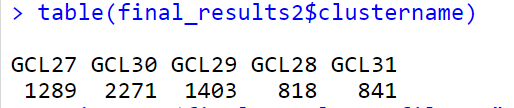 > table(final_results2$clustername)
GCL27 GCL30 GCL29 GCL28 GCL31
1289 2271 1403 818 841